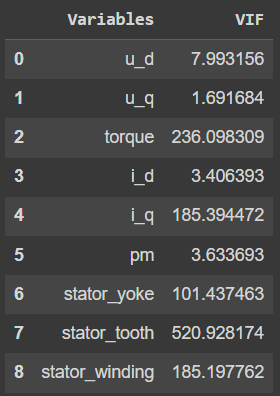 Variables VIF
0 u_d 7.993156
1 u_q 1.691684
2 torque 236.098309
3 i_d 3.406393
4 i_q 185.394472
5 pm 3.633693
6 stator_yoke 101.437463
7 stator_tooth 520.928174
8 stator_winding 185.197762